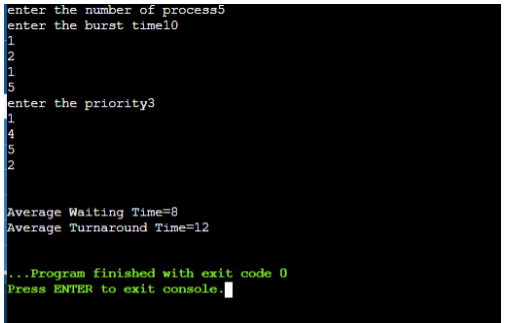 enter the number of process5
enter the burst time10
1
2
1
5
enter the priority3
1
4
5
2
Average Waiting Time=8
Average Turnaround Time=12
...Program finished with exit code 0
Press ENTER to exit console.